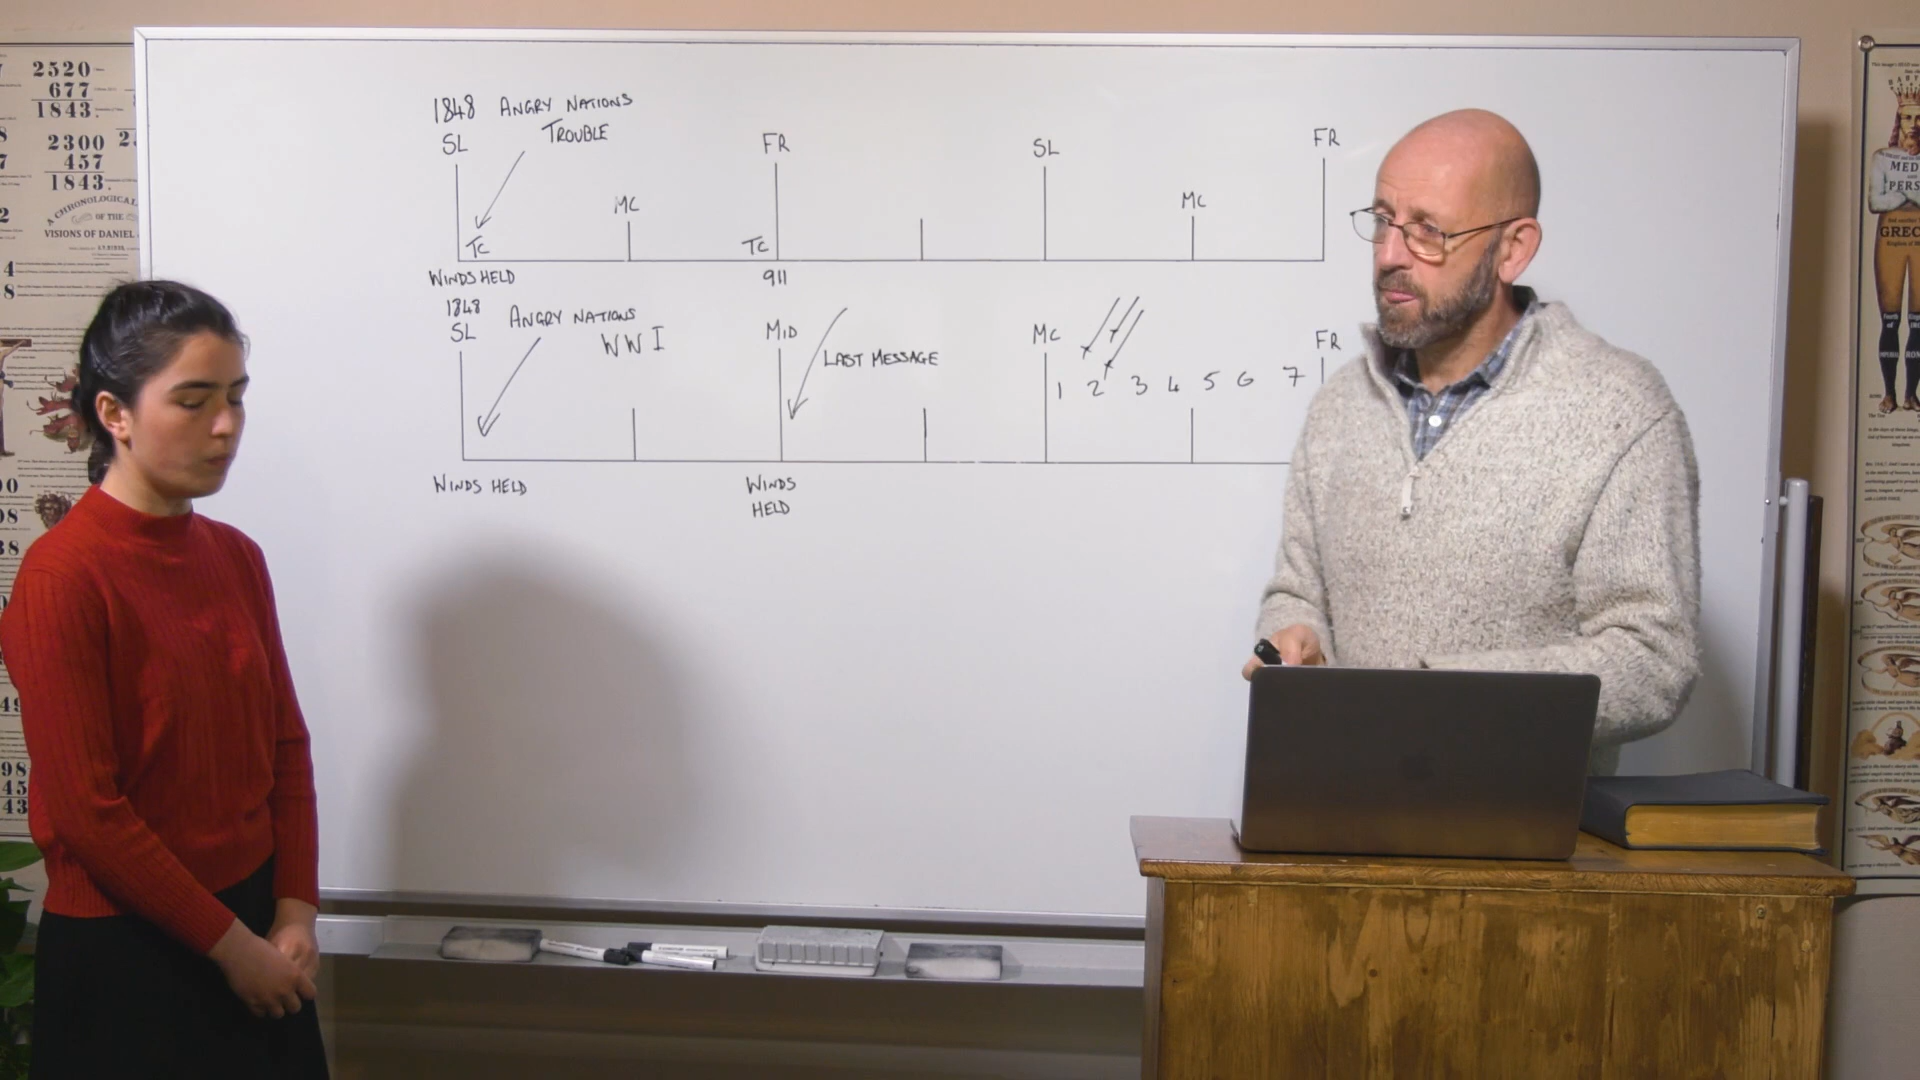 2520
677
1843.
2300
457
1843.
A CHRONOLOGICAL
OF THE
VISIONS OF DANIEL
1848 ANGRY NATIONS
TROUBLE
SL
FR
SL
FR
MC
MC
TC
TC
WINDS HELD
911
1848
SL
ANGRY NATIONS
WWI
MID
LAST MESSAGE
MC
FR
1 2 3 4 5 6 7
WINDS HELD
WINDS
HELD
MED
PERS
GREC